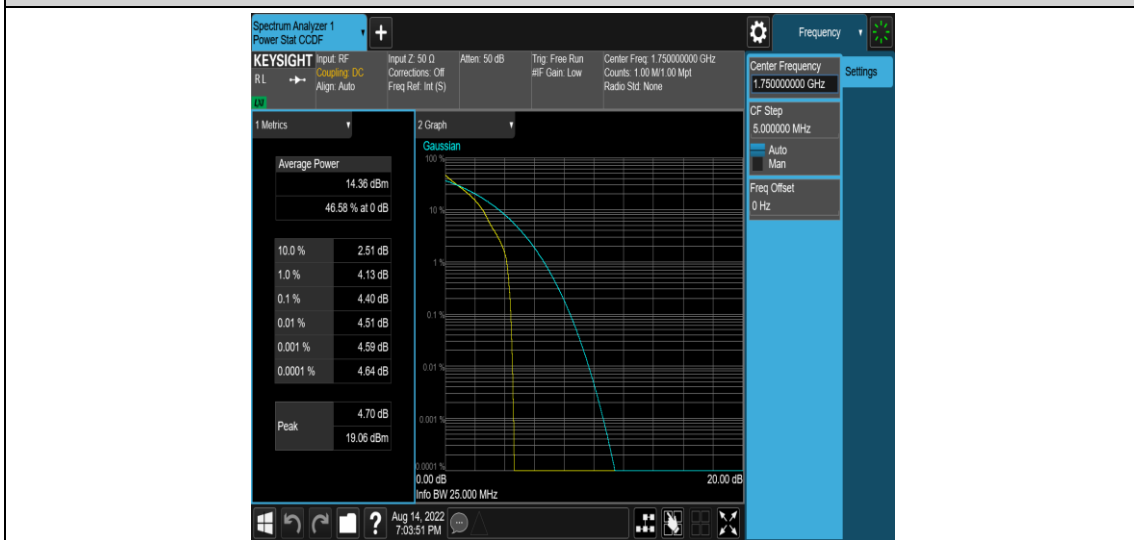 Spectrum Analyzer 1
Power Stat CCDF
Frequency
KEYSIGHT
RL
LXI
Input: RF
Coupling: DC
Align: Auto
Input Z: 50 Ω
Corrections: Off
Freq Ref: Int (S)
Atten: 50 dB
Trig: Free Run
#IF Gain: Low
Center Freq: 1.750000000 GHz
Counts: 1.00 M/1.00 Mpt
Radio Std: None
Center Frequency
1.750000000 GHz
Settings
CF Step
5.000000 MHz
Auto
Man
Freq Offset
0 Hz
1 Metrics
Average Power
14.36 dBm
46.58 % at 0 dB
10.0 % 2.51 dB
1.0 % 4.13 dB
0.1 % 4.40 dB
0.01 % 4.51 dB
0.001 % 4.59 dB
0.0001 % 4.64 dB
Peak
4.70 dB
19.06 dBm
2 Graph
Gaussian
100 %
10 %
1 %
0.1 %
0.01 %
0.001 %
0.0001 %
0.00 dB 20.00 dB
Info BW 25.000 MHz
?
Aug 14, 2022
7:03:51 PM